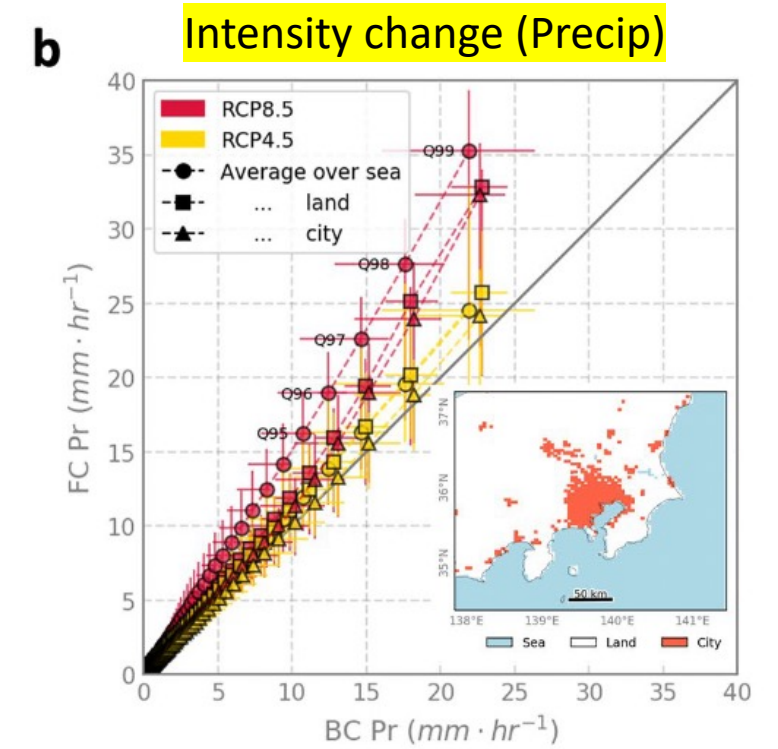 Intensity change (Precip)
b
40
35
30
25
20
15
10
5
0
FC Pr (mm · hr⁻¹)
RCP8.5
RCP4.5
Average over sea
... land
... city
Q99
Q98
Q97
Q96
Q95
37°N
36°N
35°N
50 km
138°E 139°E 140°E 141°E
Sea Land City
0 5 10 15 20 25 30 35 40
BC Pr (mm · hr⁻¹)